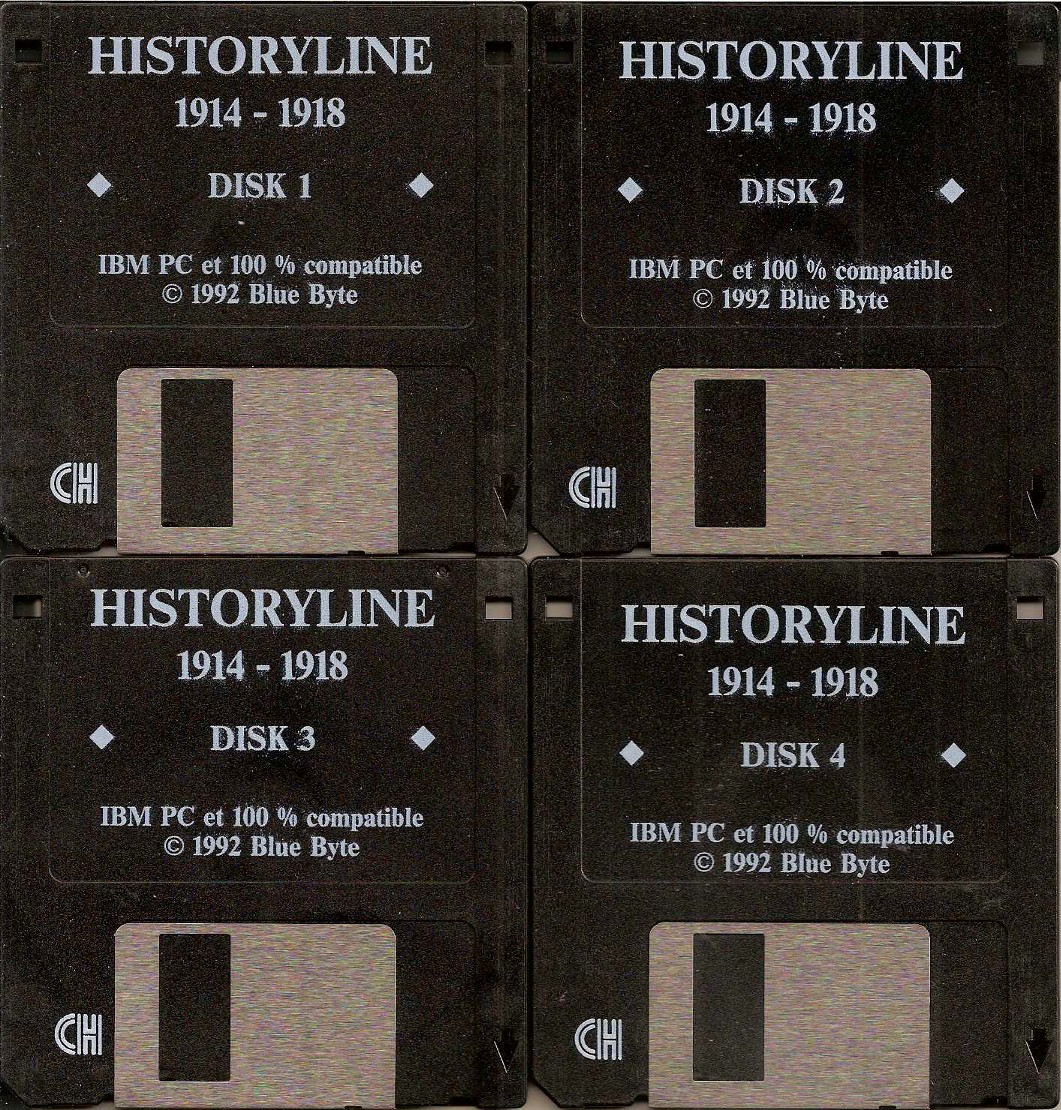 HISTORYLINE
1914 - 1918
DISK 1
IBM PC et 100 % compatible
© 1992 Blue Byte
CH
HISTORYLINE
1914 - 1918
DISK 2
IBM PC et 100 % compatible
© 1992 Blue Byte
CH
HISTORYLINE
1914 - 1918
DISK 3
IBM PC et 100 % compatible
© 1992 Blue Byte
CH
HISTORYLINE
1914 - 1918
DISK 4
IBM PC et 100 % compatible
© 1992 Blue Byte
CH